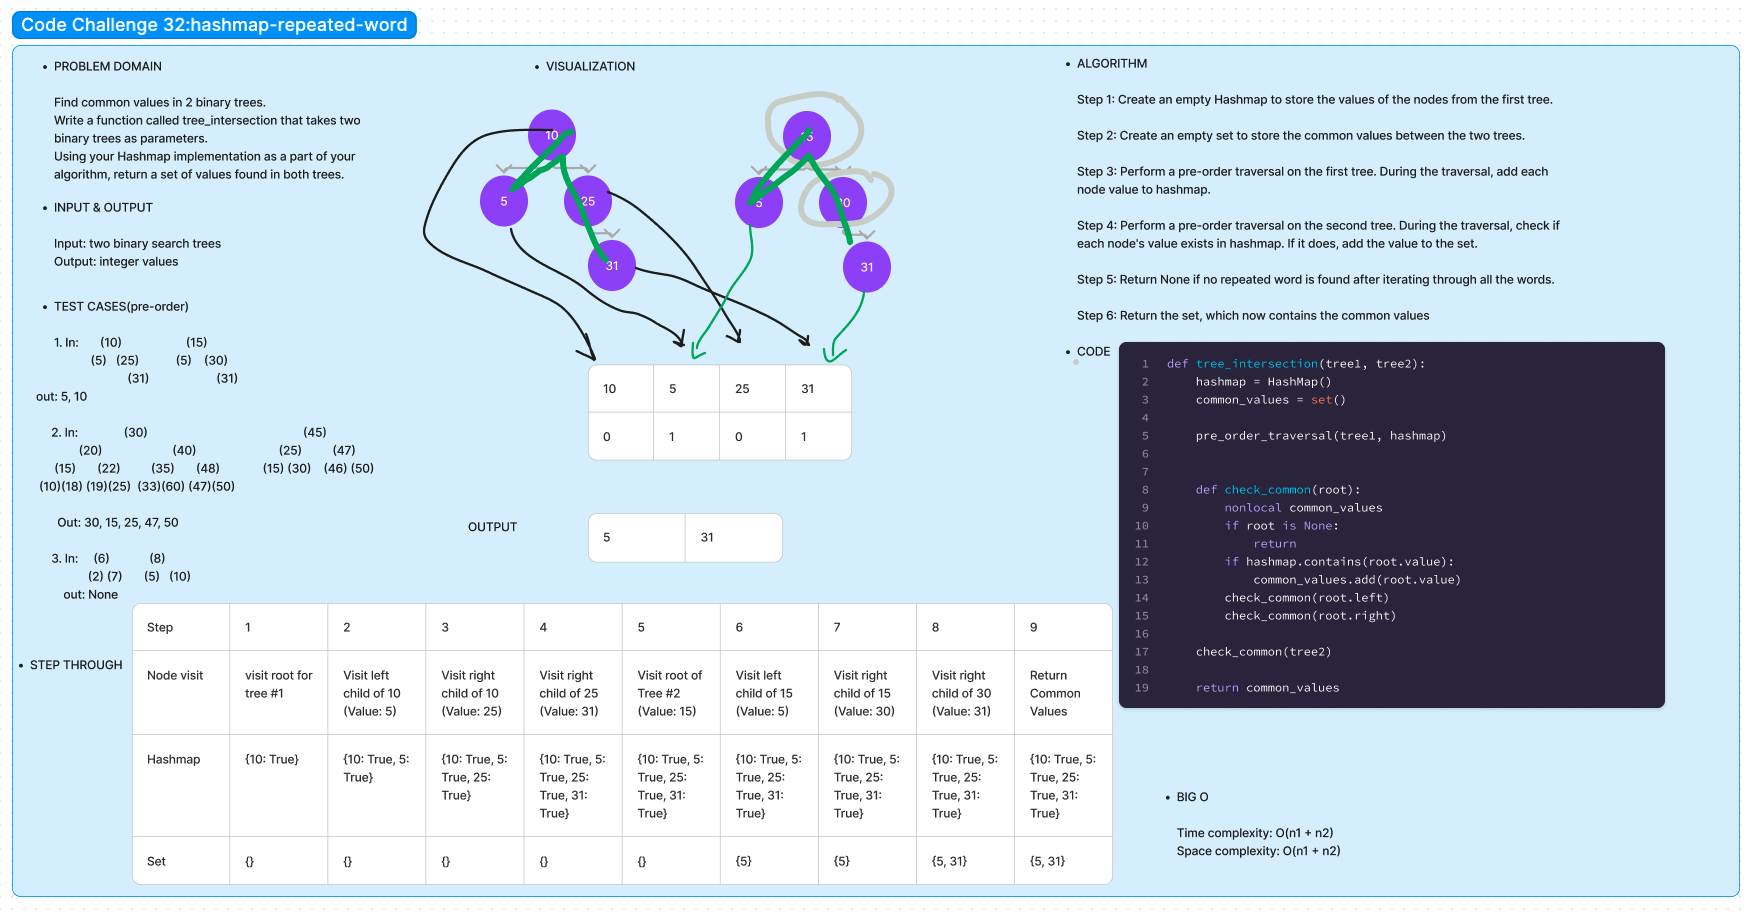 Code Challenge 32:hashmap-repeated-word
• PROBLEM DOMAIN
Find common values in 2 binary trees.
Write a function called tree_intersection that takes two
binary trees as parameters.
Using your Hashmap implementation as a part of your
algorithm, return a set of values found in both trees.
• INPUT & OUTPUT
Input: two binary search trees
Output: integer values
• TEST CASES(pre-order)
1. In: (10) (15)
(5) (25) (5) (30)
(31) (31)
out: 5, 10
2. In: (30) (45)
(20) (40) (25) (47)
(15) (22) (35) (48) (15) (30) (46) (50)
(10)(18) (19)(25) (33)(60) (47)(50)
Out: 30, 15, 25, 47, 50
3. In: (6) (8)
(2) (7) (5) (10)
out: None
• VISUALIZATION
10
5 25
31
5
31
10 5 25 31
0 1 0 1
OUTPUT
5 31
• ALGORITHM
Step 1: Create an empty Hashmap to store the values of the nodes from the first tree.
Step 2: Create an empty set to store the common values between the two trees.
Step 3: Perform a pre-order traversal on the first tree. During the traversal, add each
node value to hashmap.
Step 4: Perform a pre-order traversal on the second tree. During the traversal, check if
each node's value exists in hashmap. If it does, add the value to the set.
Step 5: Return None if no repeated word is found after iterating through all the words.
Step 6: Return the set, which now contains the common values
• CODE
1 def tree_intersection(tree1, tree2):
2 hashmap = HashMap()
3 common_values = set()
4
5 pre_order_traversal(tree1, hashmap)
6
7
8 def check_common(root):
9 nonlocal common_values
10 if root is None:
11 return
12 if hashmap.contains(root.value):
13 common_values.add(root.value)
14 check_common(root.left)
15 check_common(root.right)
16
17 check_common(tree2)
18
19 return common_values
• STEP THROUGH
Step 1 2 3 4 5 6 7 8 9
Node visit visit root for Visit left Visit right Visit right Visit root of Visit left Visit right Visit right Return
tree #1 child of 10 child of 10 child of 25 Tree #2 child of 15 child of 15 child of 30 Common
(Value: 5) (Value: 25) (Value: 31) (Value: 15) (Value: 5) (Value: 30) (Value: 31) Values
Hashmap {10: True} {10: True, 5: {10: True, 5: {10: True, 5: {10: True, 5: {10: True, 5: {10: True, 5: {10: True, 5: {10: True, 5:
True} True, 25: True, 25: True, 25: True, 25: True, 25: True, 25: True, 25:
True} True, 31: True, 31: True, 31: True, 31: True, 31: True, 31:
True} True} True} True} True} True}
Set {} {} {} {} {} {5} {5} {5, 31} {5, 31}
• BIG O
Time complexity: O(n1 + n2)
Space complexity: O(n1 + n2)